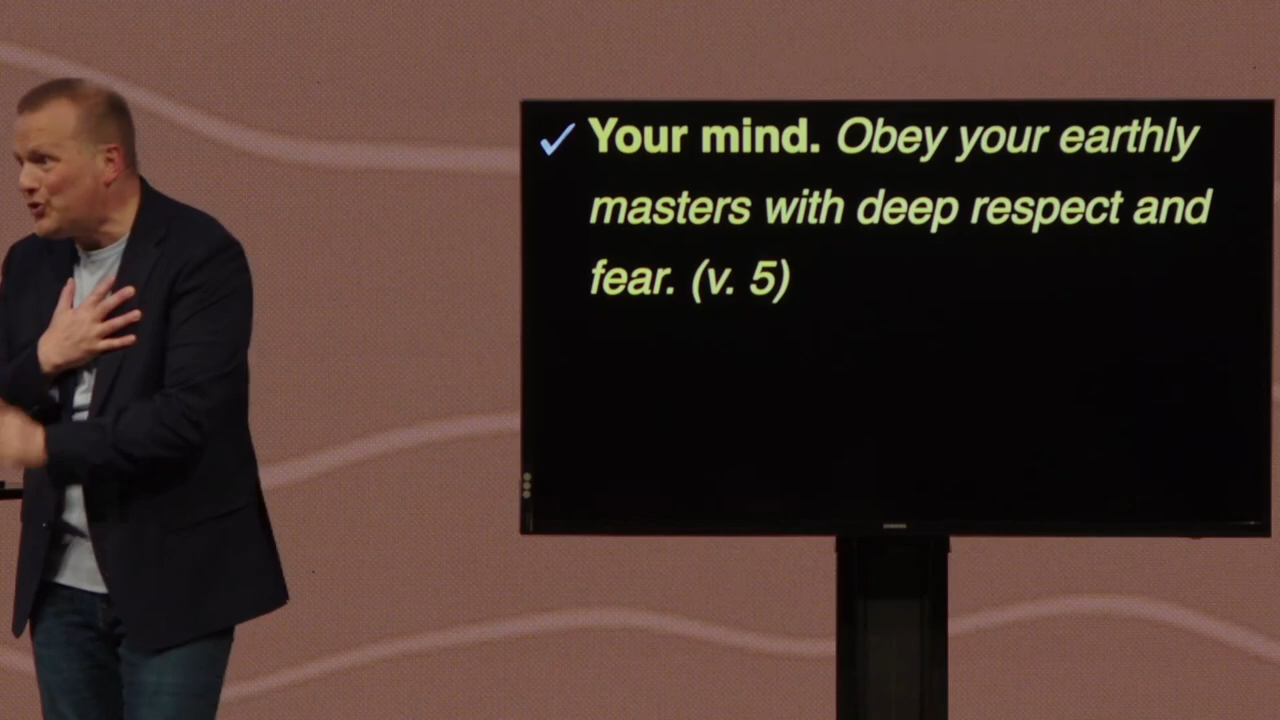 ✓ Your mind. Obey your earthly
masters with deep respect and
fear. (v. 5)